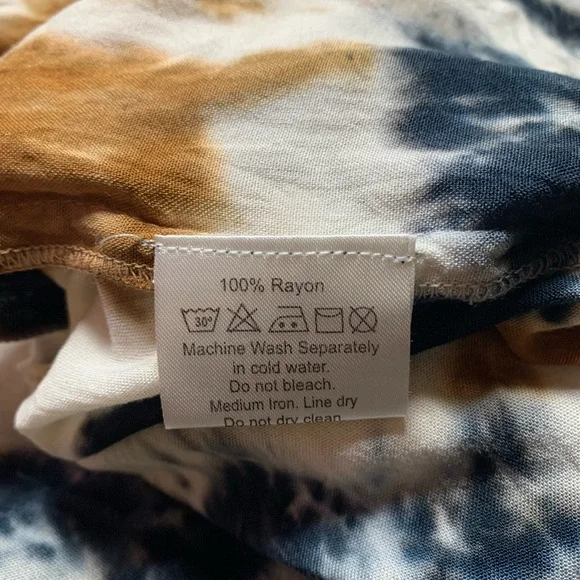 100% Rayon
30°
Machine Wash Separately
in cold water.
Do not bleach.
Medium Iron. Line dry
Do not dry clean